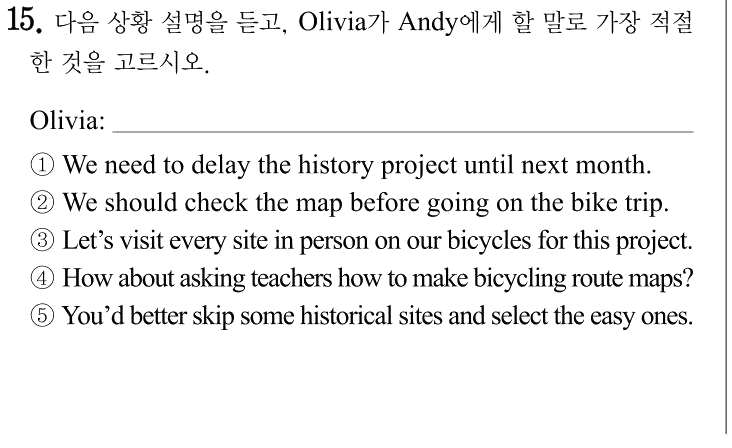 15. 다음 상황 설명을 듣고, Olivia가 Andy에게 할 말로 가장 적절
한 것을 고르시오.
Olivia:
① We need to delay the history project until next month.
② We should check the map before going on the bike trip.
③ Let's visit every site in person on our bicycles for this project.
④ How about asking teachers how to make bicycling route maps?
⑤ You'd better skip some historical sites and select the easy ones.